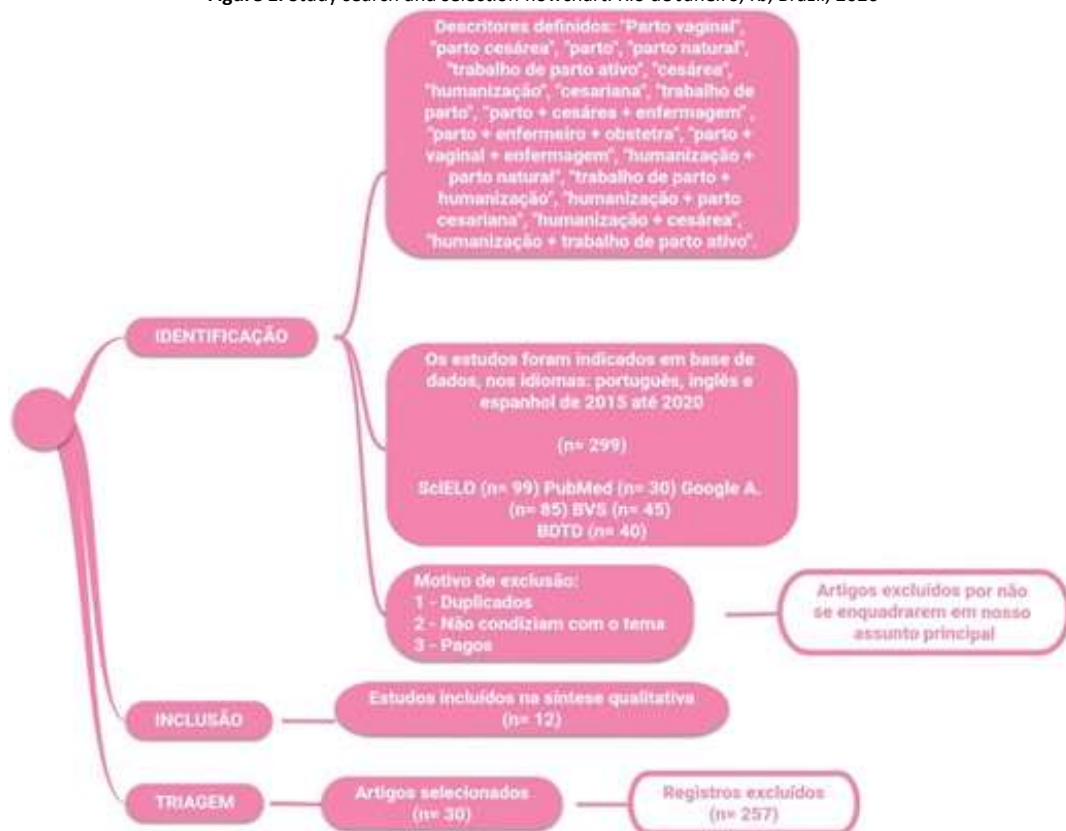 Figure 1. Study search and selection flowchart. Rio de Janeiro, RJ, Brazil, 2020
Descritores definidos: "Parto vaginal",
"parto cesárea", "parto", "parto natural",
"trabalho de parto ativo", "cesárea",
"humanização", "cesariana", "trabalho de
parto", "parto + cesárea + enfermagem" ,
"parto + enfermeiro + obstetra", "parto +
vaginal + enfermagem", "humanização +
parto natural", "trabalho de parto +
humanização", "humanização + parto
cesariana", "humanização + cesárea",
"humanização + trabalho de parto ativo".
IDENTIFICAÇÃO
Os estudos foram indicados em base de
dados, nos idiomas: português, inglês e
espanhol de 2015 até 2020
(n= 299)
SciELO (n= 99) PubMed (n= 30) Google A.
(n= 85) BVS (n= 45)
BDTD (n= 40)
Motivo de exclusão:
1 - Duplicados
2 - Não condiziam com o tema
3 - Pagos
Artigos excluídos por não
se enquadrarem em nosso
assunto principal
INCLUSÃO
Estudos incluídos na síntese qualitativa
(n= 12)
TRIAGEM
Artigos selecionados
(n= 30)
Registros excluídos
(n= 257)